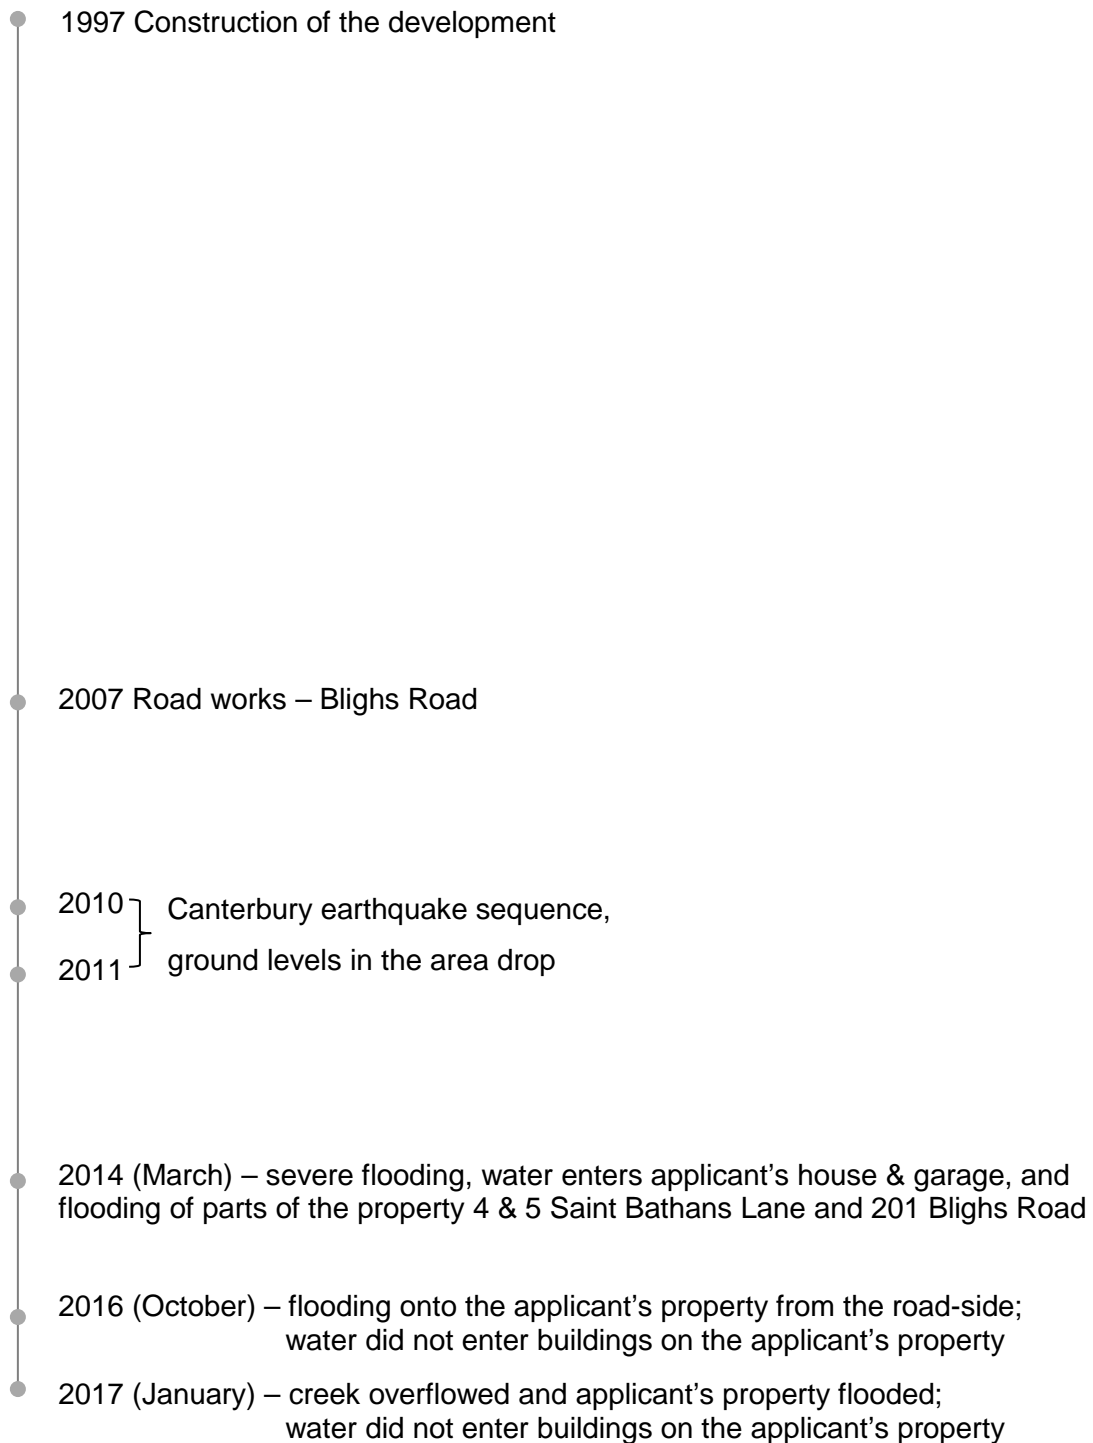 1997 Construction of the development
2007 Road works – Blighs Road
2010
Canterbury earthquake sequence,
ground levels in the area drop
2011
2014 (March) – severe flooding, water enters applicant’s house & garage, and
flooding of parts of the property 4 & 5 Saint Bathans Lane and 201 Blighs Road
2016 (October) – flooding onto the applicant’s property from the road-side;
water did not enter buildings on the applicant’s property
2017 (January) – creek overflowed and applicant’s property flooded;
water did not enter buildings on the applicant’s property